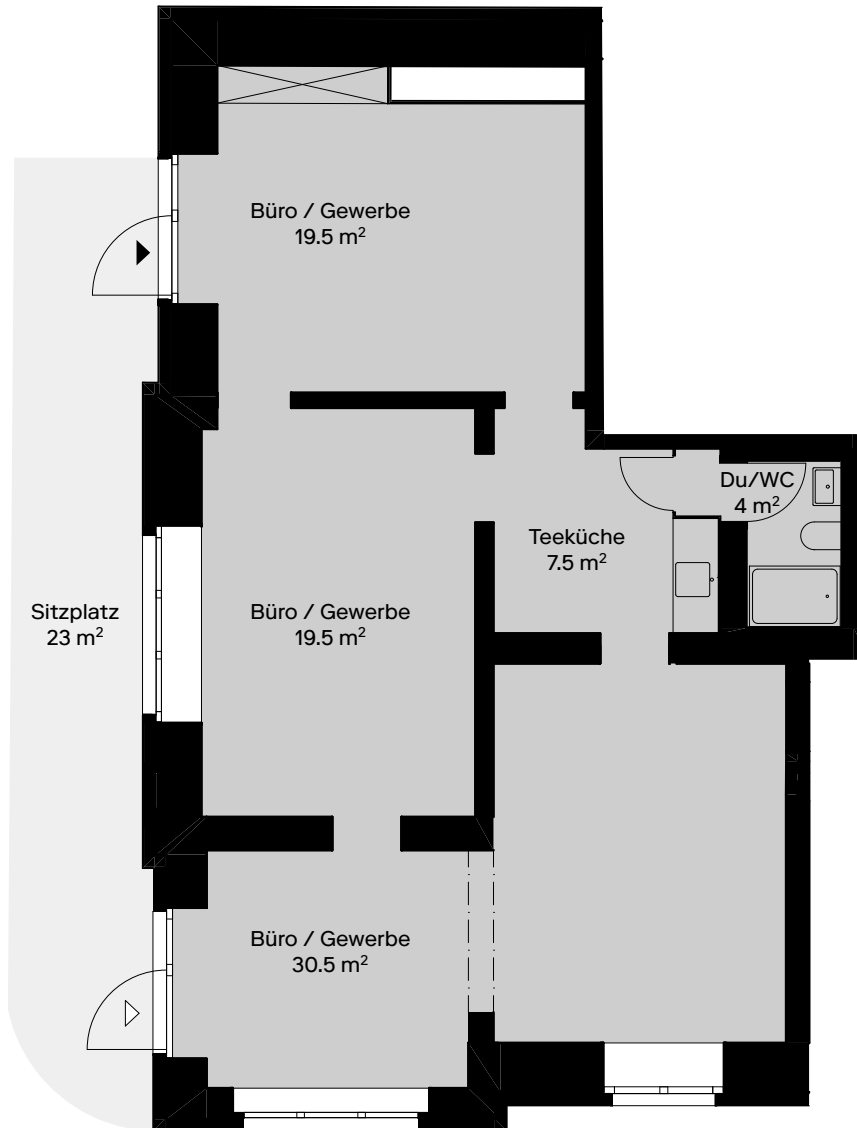 Büro / Gewerbe
19.5 m²
Du/WC
4 m²
Teeküche
7.5 m²
Sitzplatz
23 m²
Büro / Gewerbe
19.5 m²
Büro / Gewerbe
30.5 m²